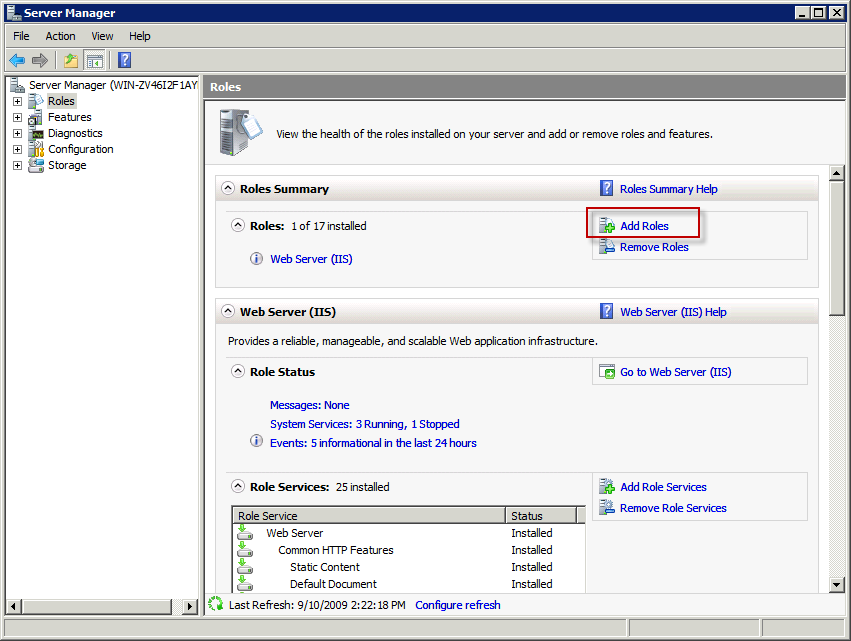 Server Manager
File Action View Help
Server Manager (WIN-ZV46I2F1AY
Roles
Features
Diagnostics
Configuration
Storage
Roles
View the health of the roles installed on your server and add or remove roles and features.
Roles Summary
Roles Summary Help
Roles: 1 of 17 installed
Add Roles
Remove Roles
Web Server (IIS)
Web Server (IIS)
Web Server (IIS) Help
Provides a reliable, manageable, and scalable Web application infrastructure.
Role Status
Go to Web Server (IIS)
Messages: None
System Services: 3 Running, 1 Stopped
Events: 5 informational in the last 24 hours
Role Services: 25 installed
Add Role Services
Remove Role Services
Role Service Status
Web Server Installed
Common HTTP Features Installed
Static Content Installed
Default Document Installed
Last Refresh: 9/10/2009 2:22:18 PM Configure refresh